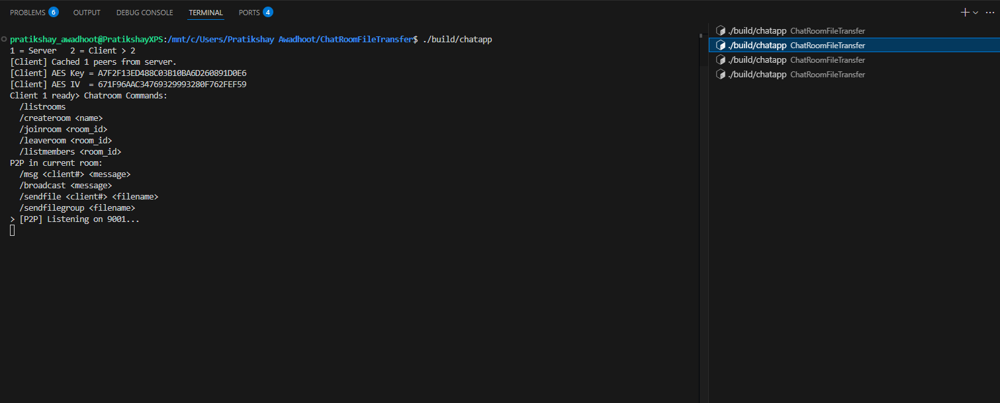 PROBLEMS 6 OUTPUT DEBUG CONSOLE TERMINAL PORTS 4
pratikshay_awadhoot@PratikshayXPS:/mnt/c/Users/Pratikshay Awadhoot/ChatRoomFileTransfer$ ./build/chatapp
1 = Server   2 = Client > 2
[Client] Cached 1 peers from server.
[Client] AES Key = A7F2F13ED488C03B10BA6D260891D0E6
[Client] AES IV  = 671F96AAC34769329993280F762FEF59
Client 1 ready> Chatroom Commands:
  /listrooms
  /createroom <name>
  /joinroom <room_id>
  /leaveroom <room_id>
  /listmembers <room_id>
P2P in current room:
  /msg <client#> <message>
  /broadcast <message>
  /sendfile <client#> <filename>
  /sendfilegroup <filename>
> [P2P] Listening on 9001...
./build/chatapp ChatRoomFileTransfer
./build/chatapp ChatRoomFileTransfer
./build/chatapp ChatRoomFileTransfer
./build/chatapp ChatRoomFileTransfer